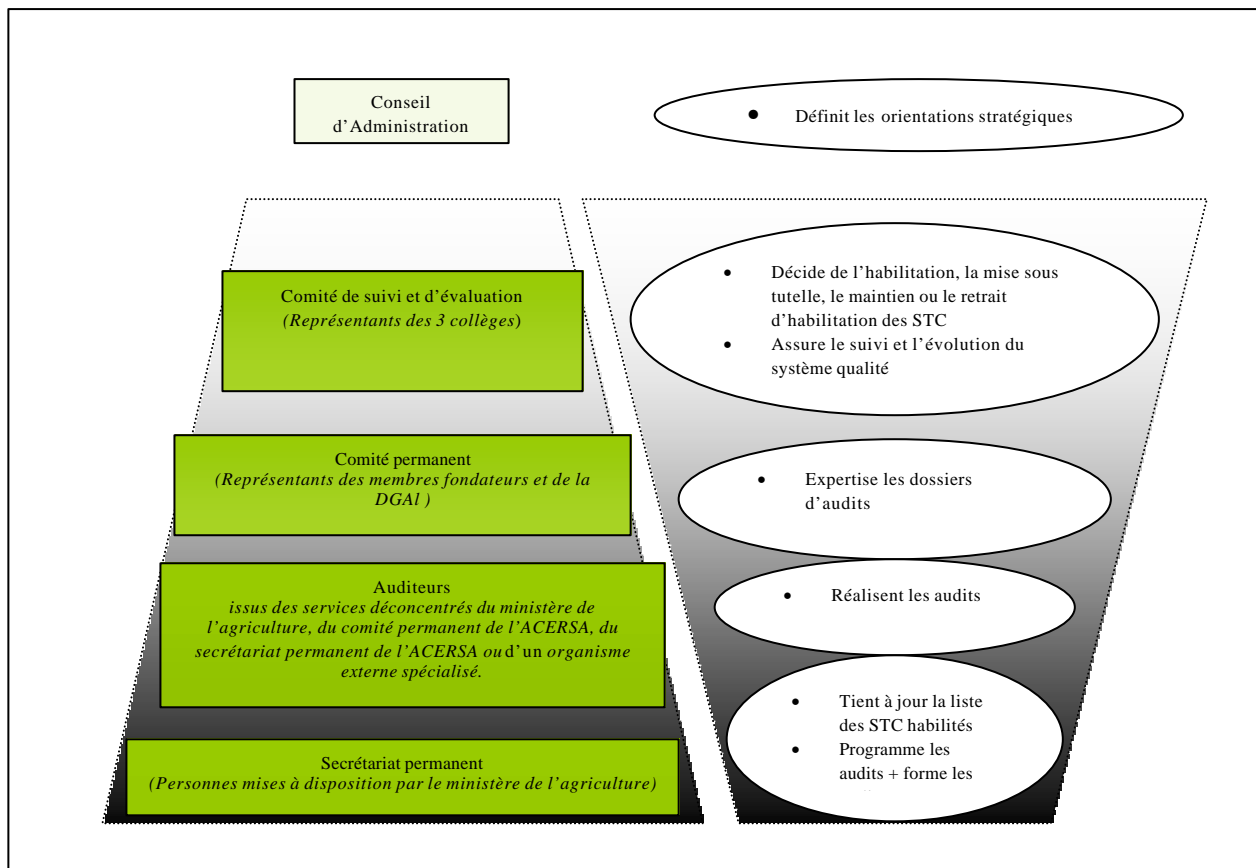 Conseil
d'Administration
• Définit les orientations stratégiques
Comité de suivi et d'évaluation
(Représentants des 3 collèges)
• Décide de l'habilitation, la mise sous
tutelle, le maintien ou le retrait
d'habilitation des STC
• Assure le suivi et l'évolution du
système qualité
Comité permanent
(Représentants des membres fondateurs et de la
DGAl )
• Expertise les dossiers
d'audits
Auditeurs
issus des services déconcentrés du ministère de
l'agriculture, du comité permanent de l'ACERSA, du
secrétariat permanent de l'ACERSA ou d'un organisme
externe spécialisé.
• Réalisent les audits
Secrétariat permanent
(Personnes mises à disposition par le ministère de l'agriculture)
• Tient à jour la liste
des STC habilités
• Programme les
audits + forme les